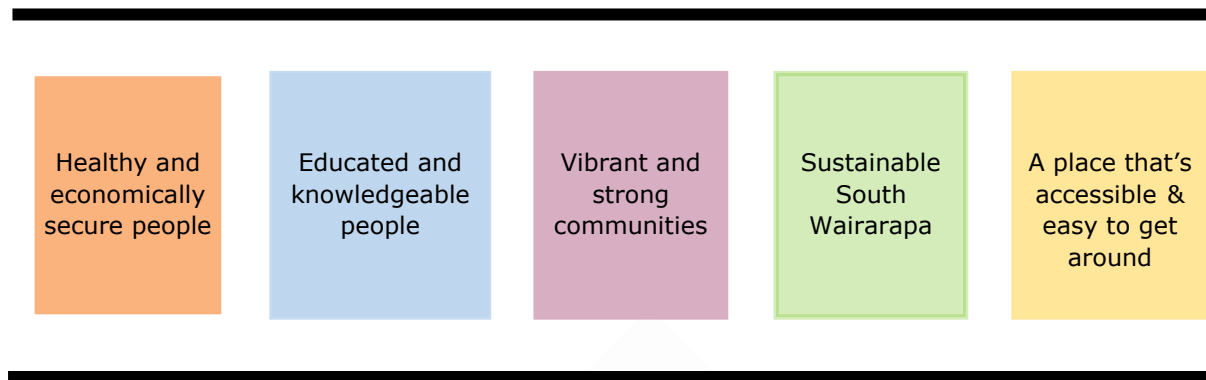 Healthy and
economically
secure people
Educated and
knowledgeable
people
Vibrant and
strong
communities
Sustainable
South
Wairarapa
A place that’s
accessible &
easy to get
around